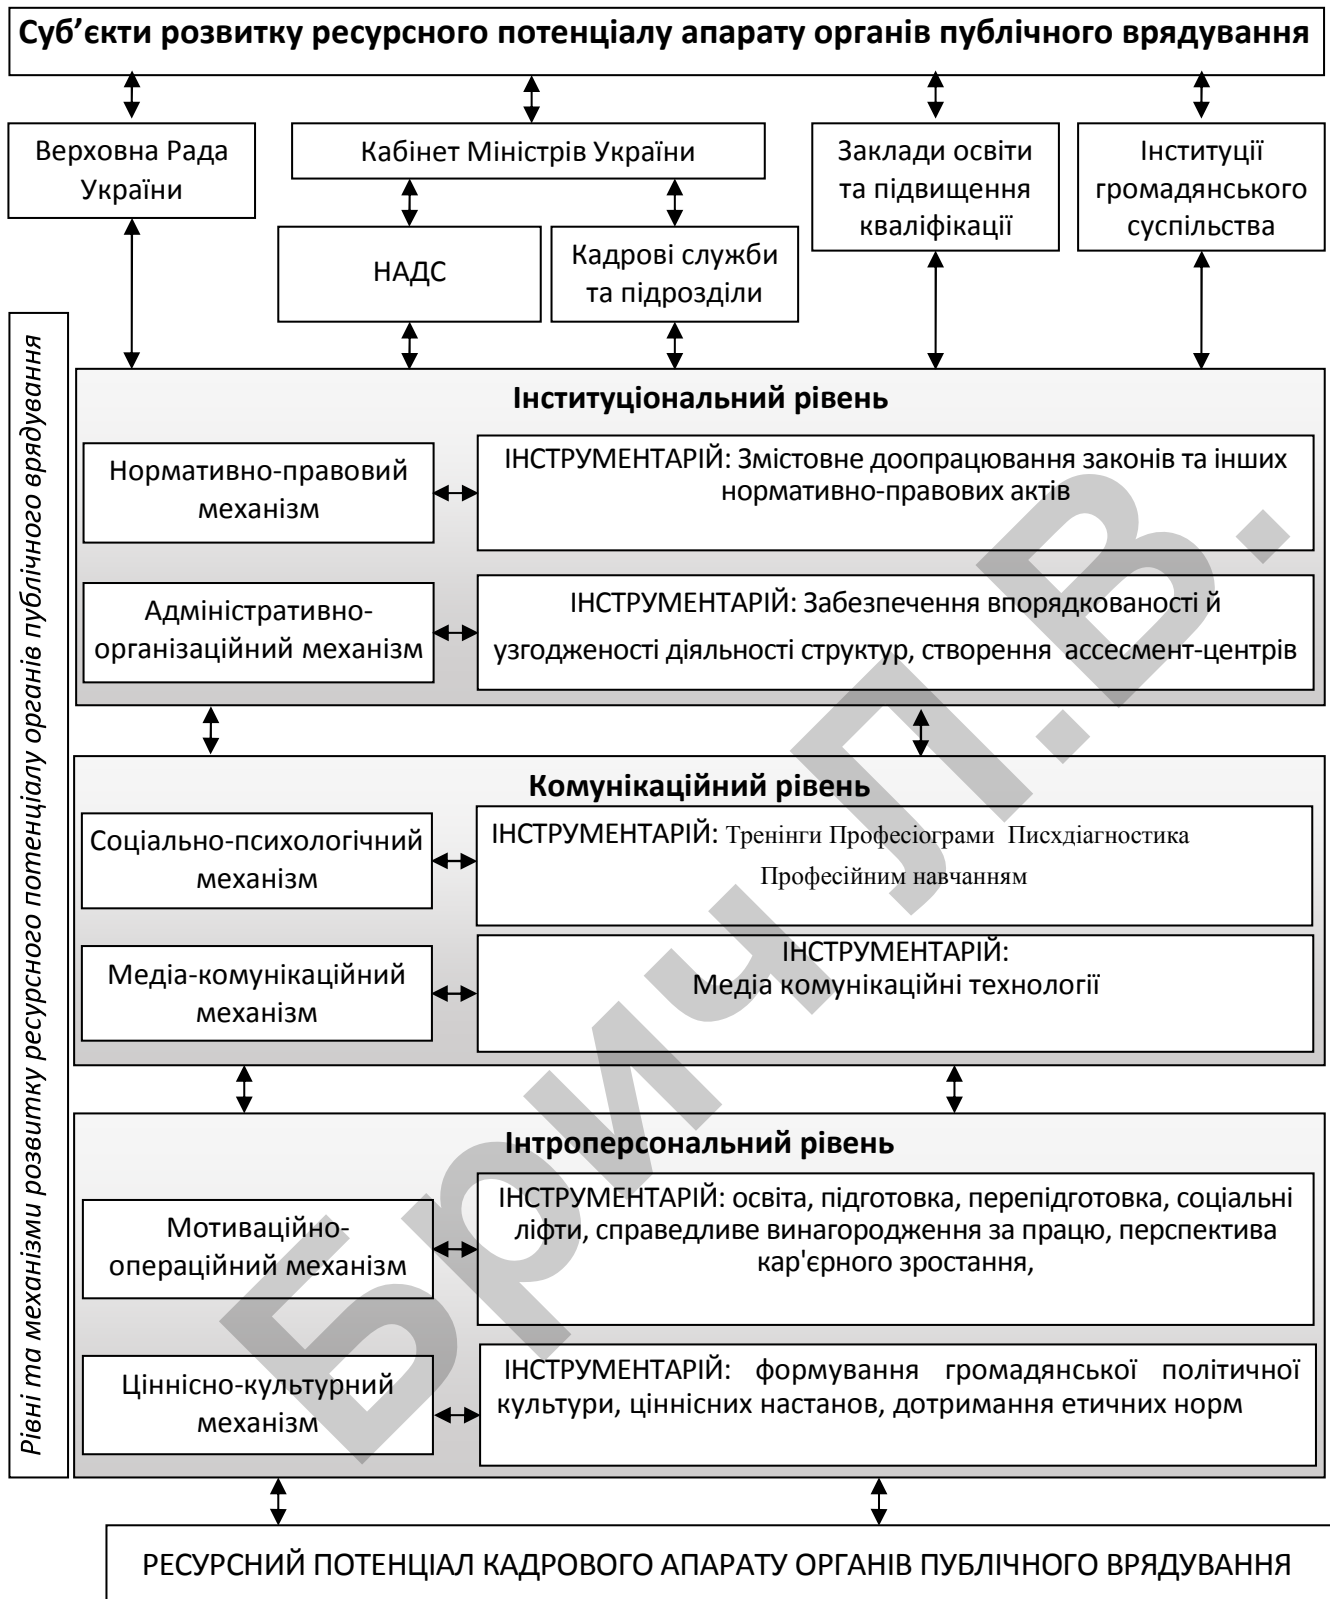 Суб’єкти розвитку ресурсного потенціалу апарату органів публічного врядування
Верховна Рада
України
Кабінет Міністрів України
Заклади освіти
та підвищення
кваліфікації
Інституції
громадянського
суспільства
НАДС
Кадрові служби
та підрозділи
Рівні та механізми розвитку ресурсного потенціалу органів публічного врядування
Інституціональний рівень
Нормативно-правовий
механізм
ІНСТРУМЕНТАРІЙ: Змістовне доопрацювання законів та інших
нормативно-правових актів
Адміністративно-
організаційний механізм
ІНСТРУМЕНТАРІЙ: Забезпечення впорядкованості й
узгодженості діяльності структур, створення ассесмент-центрів
Комунікаційний рівень
Соціально-психологічний
механізм
ІНСТРУМЕНТАРІЙ: Тренінги Професіограми Писхдіагностика
Професійним навчанням
Медіа-комунікаційний
механізм
ІНСТРУМЕНТАРІЙ:
Медіа комунікаційні технології
Інтроперсональний рівень
Мотиваційно-
операційний механізм
ІНСТРУМЕНТАРІЙ: освіта, підготовка, перепідготовка, соціальні
ліфти, справедливе винагородження за працю, перспектива
кар'єрного зростання,
Ціннісно-культурний
механізм
ІНСТРУМЕНТАРІЙ: формування громадянської політичної
культури, ціннісних настанов, дотримання етичних норм
РЕСУРСНИЙ ПОТЕНЦІАЛ КАДРОВОГО АПАРАТУ ОРГАНІВ ПУБЛІЧНОГО ВРЯДУВАННЯ
Брич Л.В.